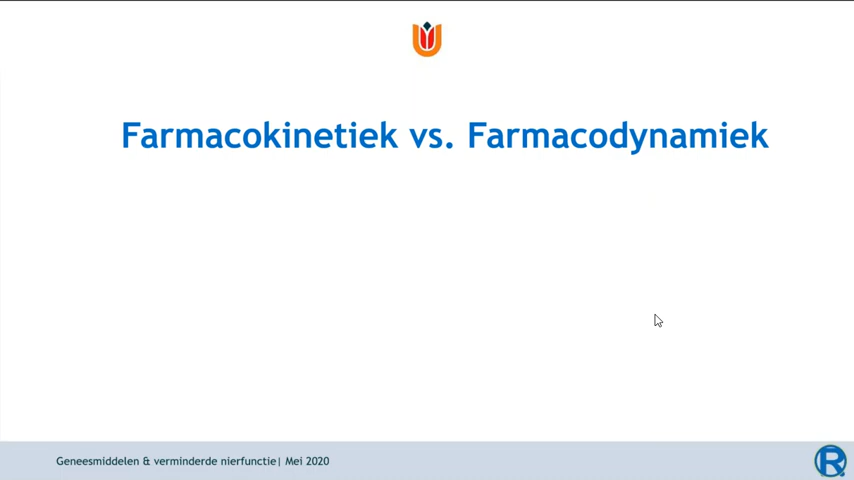 Farmacokinetiek vs. Farmacodynamiek
Geneesmiddelen & verminderde nierfunctie| Mei 2020
R